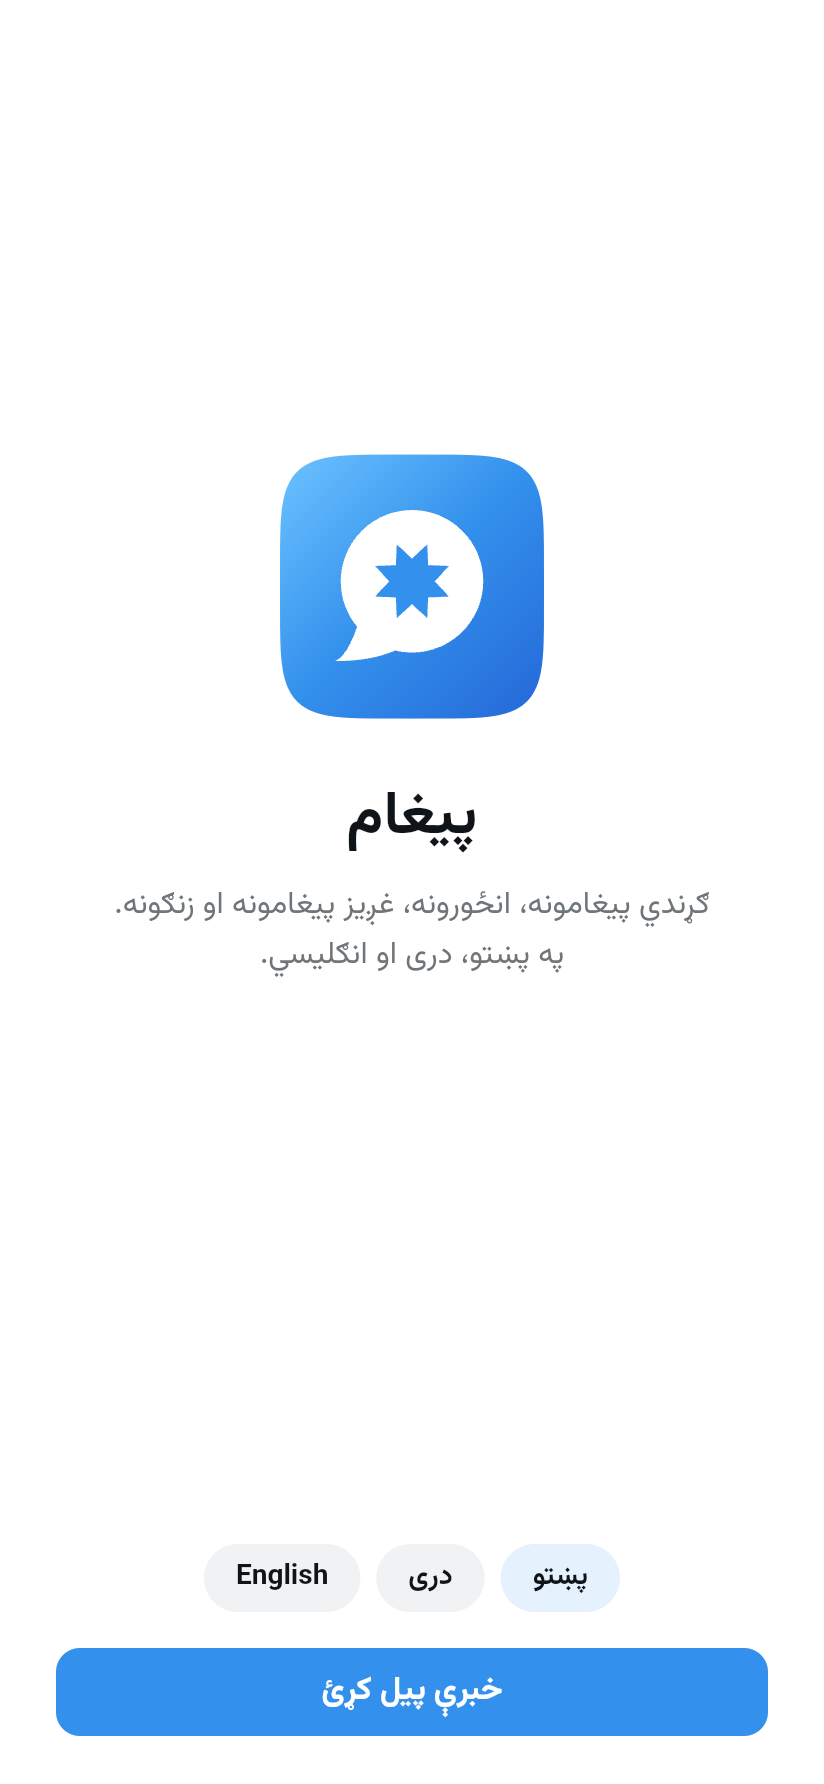 پیغام
ګړندي پیغامونه، انځورونه، غږیز پیغامونه او زنګونه.
په پښتو، دری او انګلیسي.
پښتو
دری
English
خبرې پیل کړئ